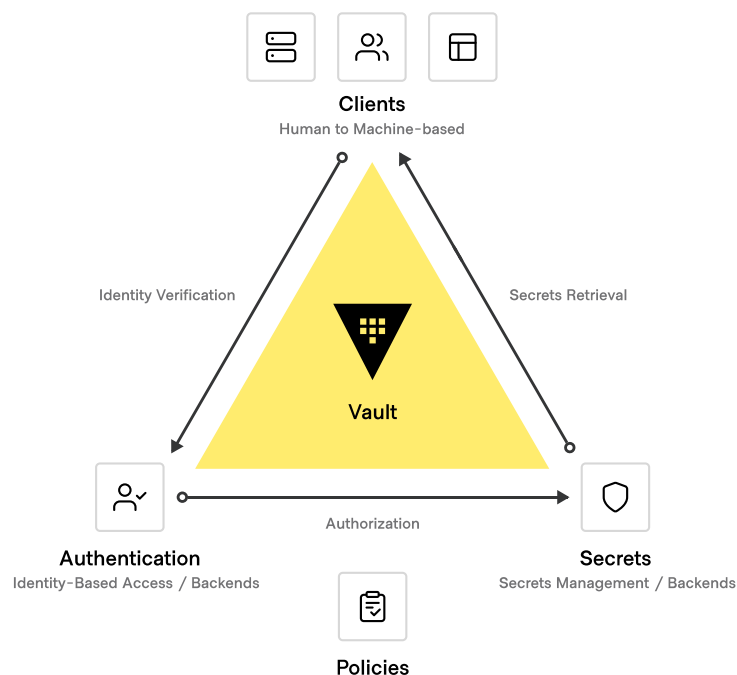 Clients
Human to Machine-based
Identity Verification
Secrets Retrieval
Vault
Authorization
Authentication
Identity-Based Access / Backends
Secrets
Secrets Management / Backends
Policies